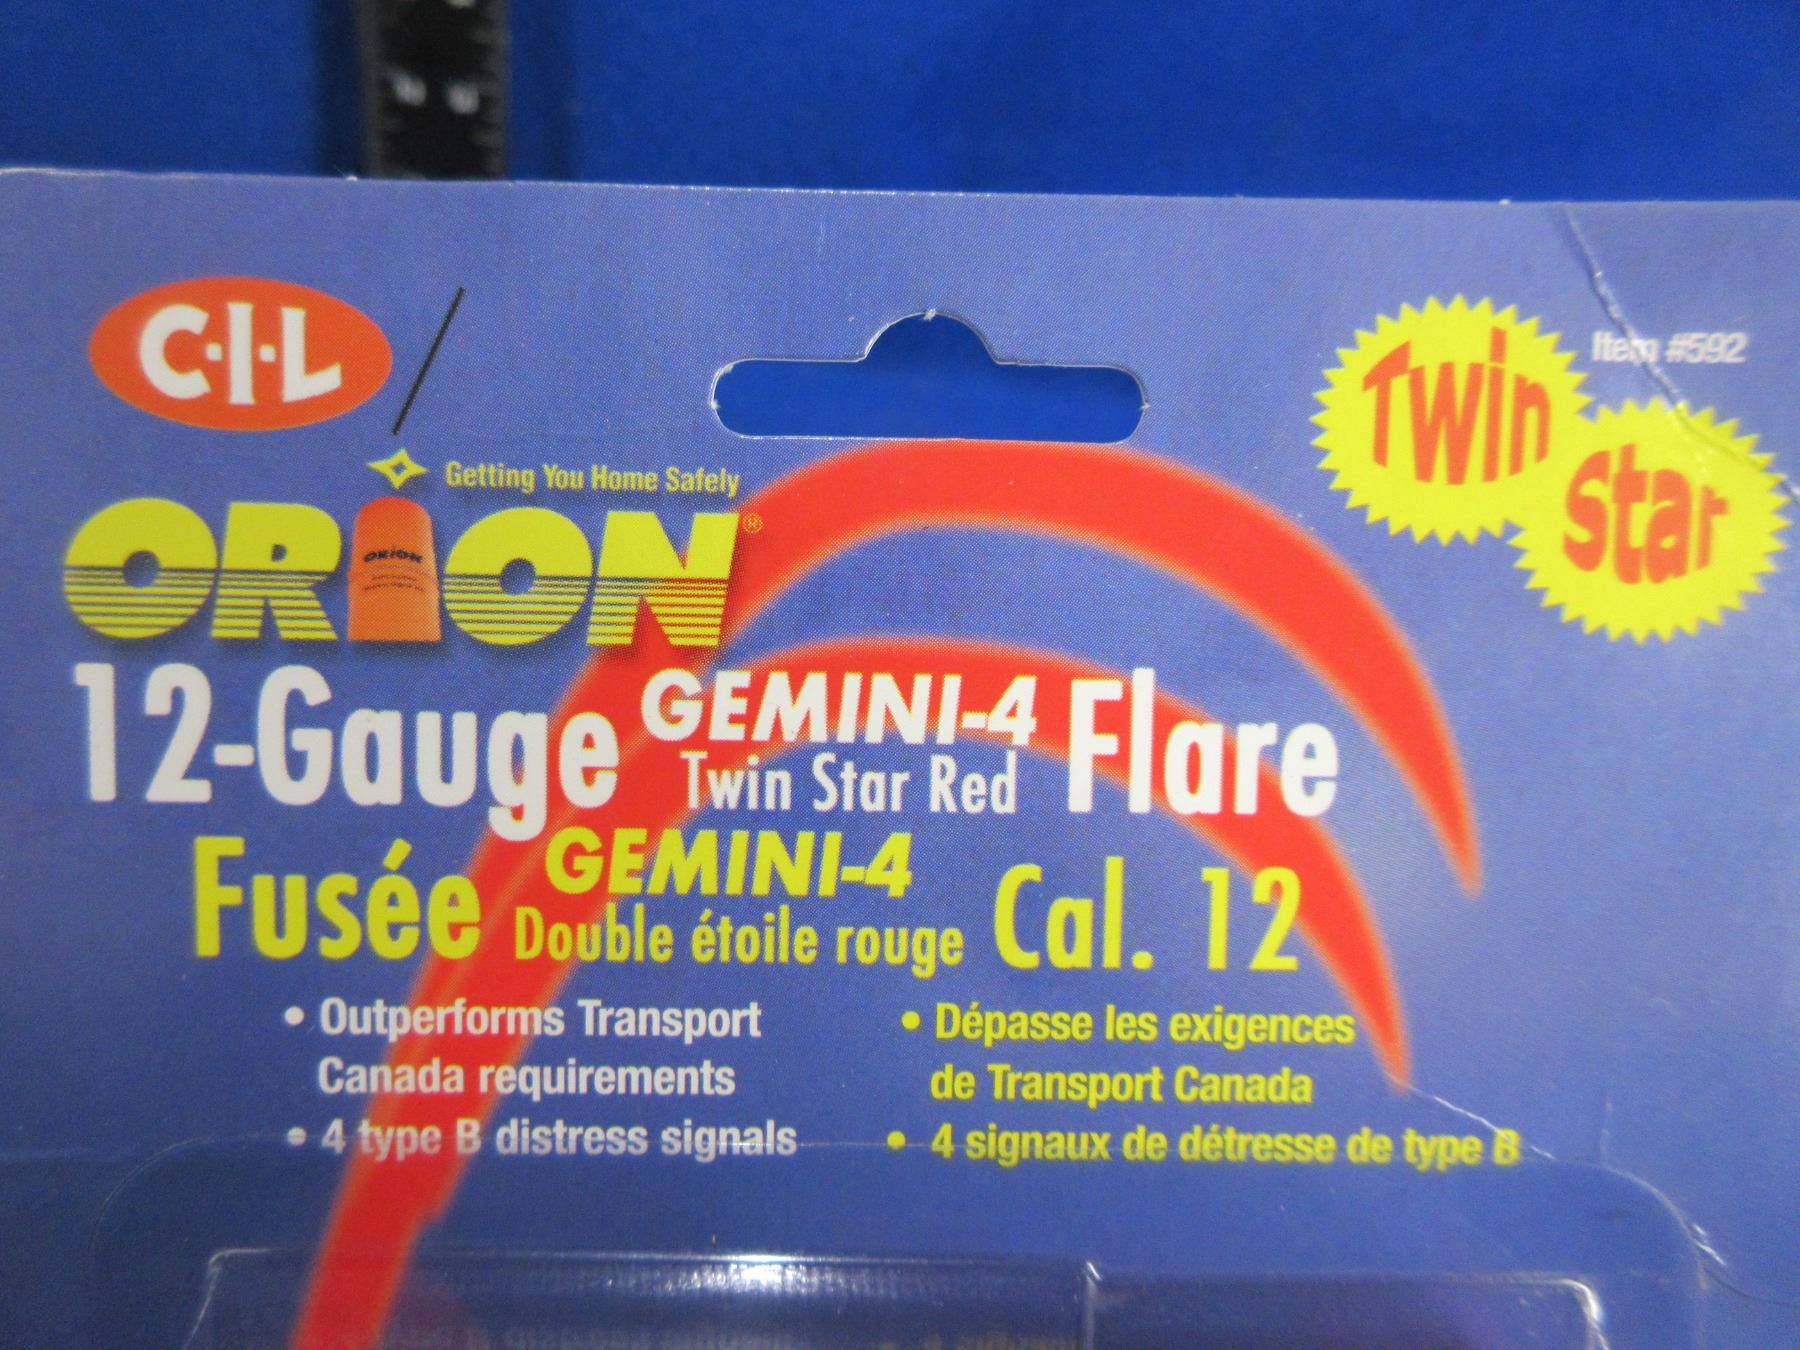 C·I·L
Item #592
Twin
Star
Getting You Home Safely
ORION®
ORION
12-Gauge GEMINI-4 Flare
Twin Star Red
Fusée GEMINI-4 Cal. 12
Double étoile rouge
• Outperforms Transport
Canada requirements
• 4 type B distress signals
• Dépasse les exigences
de Transport Canada
• 4 signaux de détresse de type B